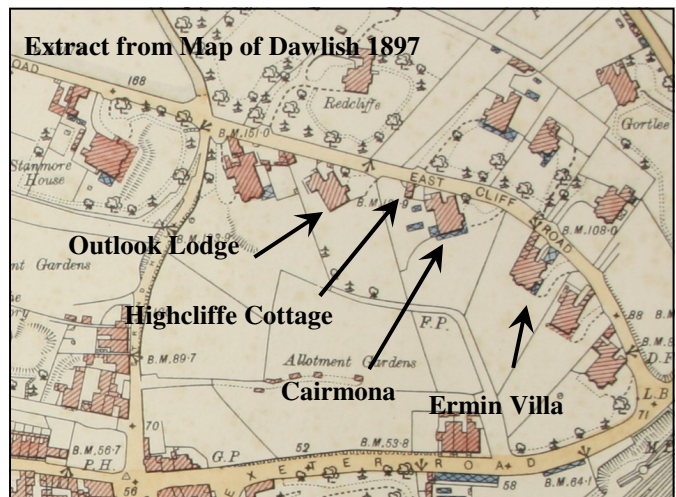 Extract from Map of Dawlish 1897
OAD
168
Redcliffe
B.M.151·0
Gortlee
Stanmore
House
EAST CLIFF ROAD
B.M.108·0
Outlook Lodge
nt Gardens
Highcliffe Cottage
F.P.
88
B.M.89·7
Allotment Gardens
Cairmona
Ermin Villa
L.B.
71
70
B.M.56·7
P.H.
G.P.
52
B.M.53·8
EXETER ROAD
56
58
B.M.64·1